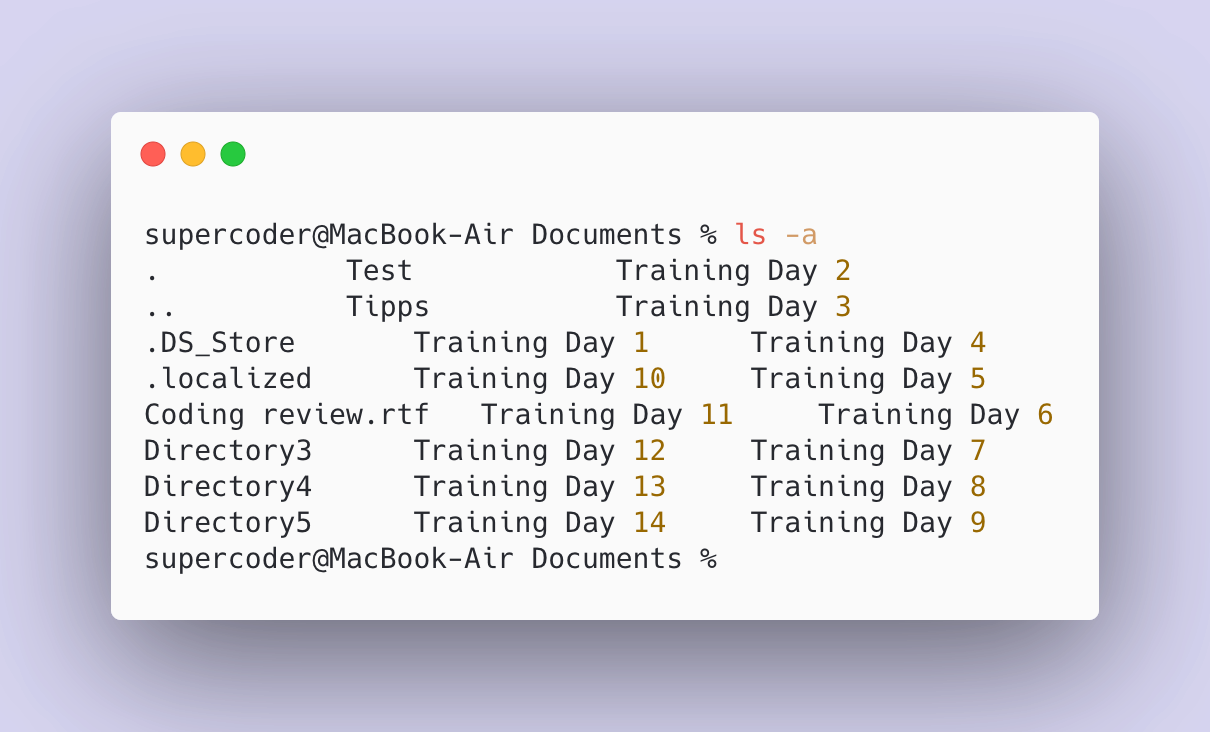 supercoder@MacBook-Air Documents % ls -a
.           Test            Training Day 2
..          Tipps           Training Day 3
.DS_Store       Training Day 1      Training Day 4
.localized      Training Day 10     Training Day 5
Coding review.rtf   Training Day 11     Training Day 6
Directory3      Training Day 12     Training Day 7
Directory4      Training Day 13     Training Day 8
Directory5      Training Day 14     Training Day 9
supercoder@MacBook-Air Documents %